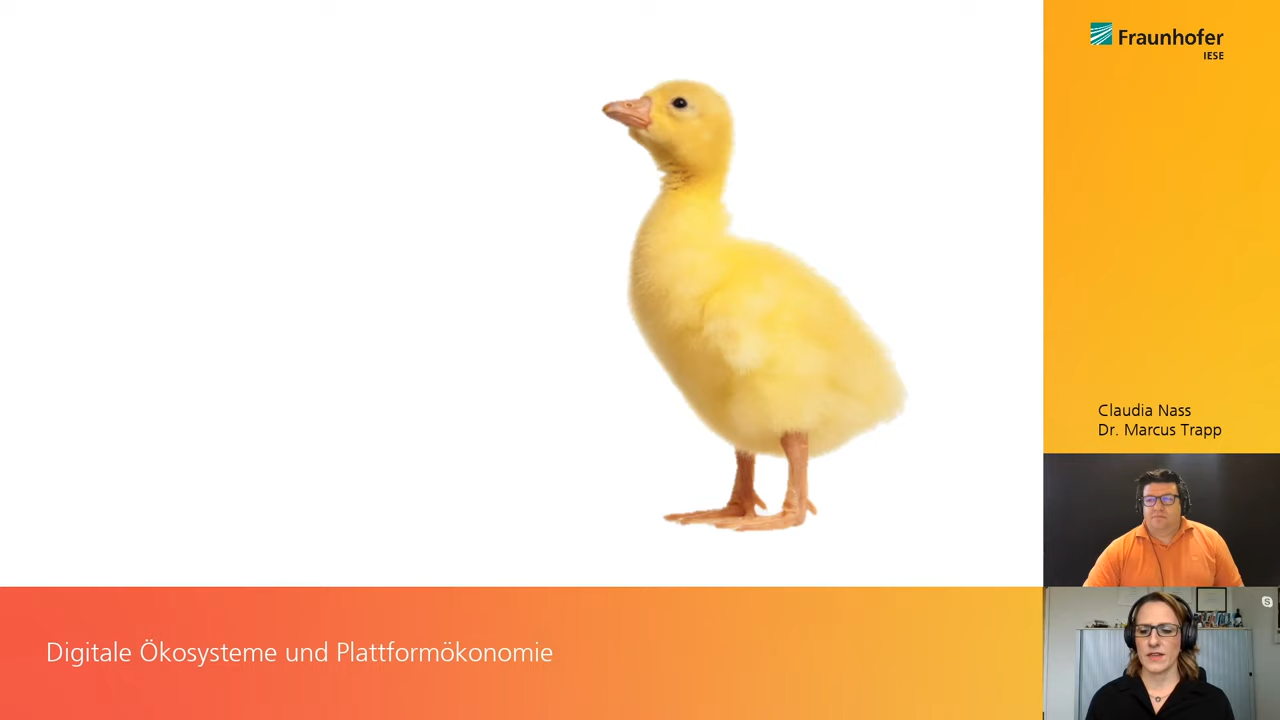 Fraunhofer
IESE
Claudia Nass
Dr. Marcus Trapp
Digitale Ökosysteme und Plattformökonomie